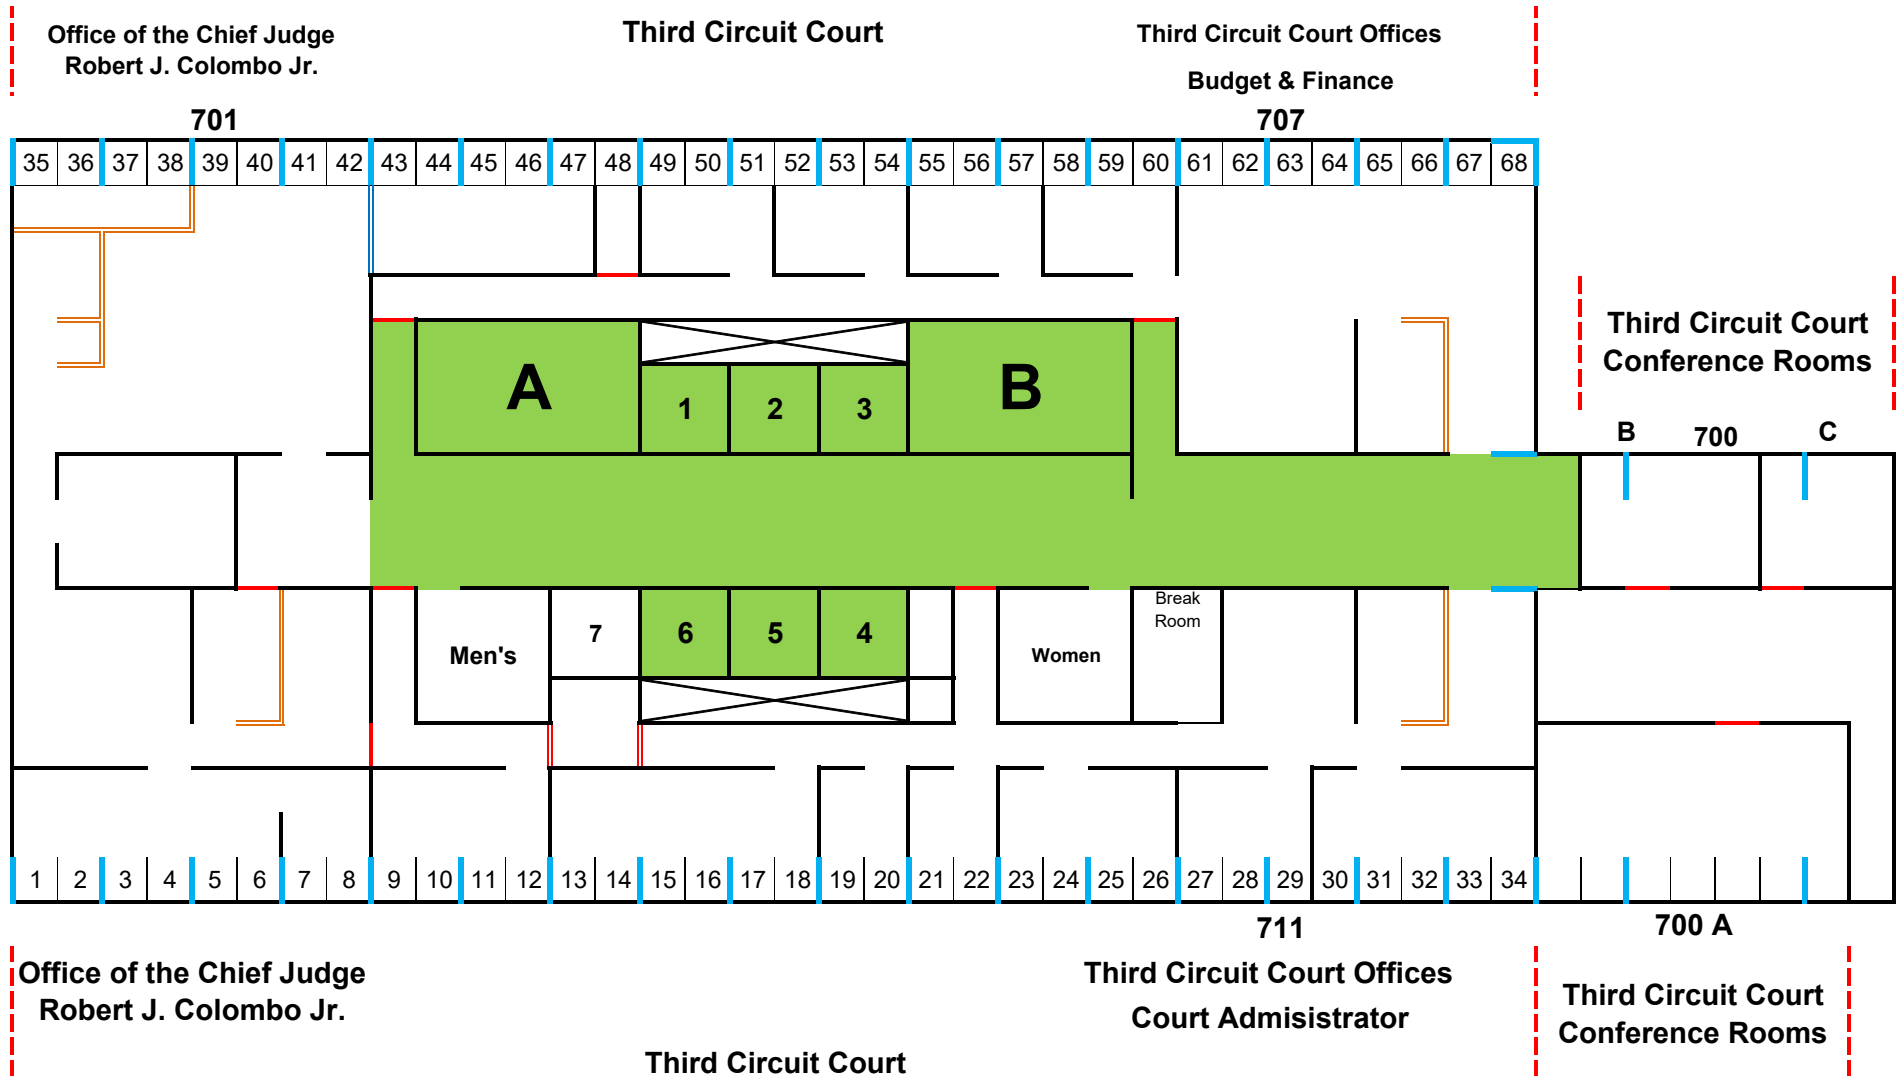 Office of the Chief Judge
Robert J. Colombo Jr.
Third Circuit Court
Third Circuit Court Offices
Budget & Finance
701
707
35 36 37 38 39 40 41 42 43 44 45 46 47 48 49 50 51 52 53 54 55 56 57 58 59 60 61 62 63 64 65 66 67 68
Third Circuit Court
Conference Rooms
A
B
1 2 3
B 700 C
Break
Room
7 6 5 4
Men's
Women
1 2 3 4 5 6 7 8 9 10 11 12 13 14 15 16 17 18 19 20 21 22 23 24 25 26 27 28 29 30 31 32 33 34
711
700 A
Office of the Chief Judge
Robert J. Colombo Jr.
Third Circuit Court Offices
Court Admisistrator
Third Circuit Court
Conference Rooms
Third Circuit Court